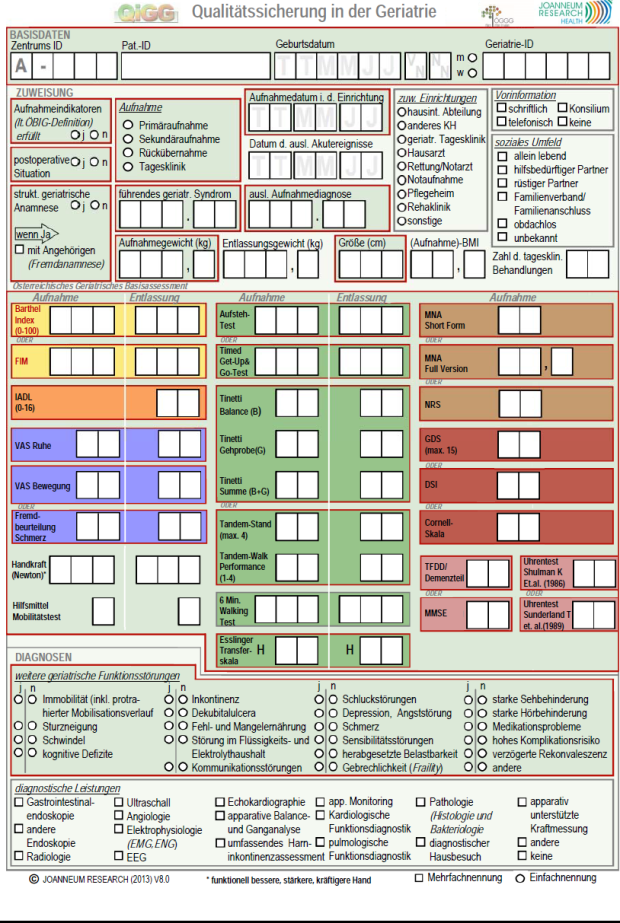 QiGG Qualitätssicherung in der Geriatrie ÖGGG JOANNEUM RESEARCH HEALTH
BASISDATEN
Zentrums ID Pat.-ID Geburtsdatum Geriatrie-ID
A - T T M M J J V N N N m w
ZUWEISUNG
Aufnahmeindikatoren
(lt.ÖBIG-Definition)
erfüllt j n
postoperative j n
Situation
strukt. geriatrische
Anamnese j n
wenn Ja
mit Angehörigen
(Fremdanamnese)
Aufnahme
Primäraufnahme
Sekundäraufnahme
Rückübernahme
Tagesklinik
Aufnahmedatum i. d. Einrichtung
T T M M J J
Datum d. ausl. Akutereignisses
T T M M J J
zuw. Einrichtungen
hausint. Abteilung
anderes KH
geriatr. Tagesklinik
Hausarzt
Rettung/Notarzt
Notaufnahme
Pflegeheim
Rehaklinik
sonstige
Vorinformation
schriftlich Konsilium
telefonisch keine
soziales Umfeld
allein lebend
hilfsbedürftiger Partner
rüstiger Partner
Familienverband/
Familienanschluss
obdachlos
unbekannt
führendes geriatr. Syndrom ausl. Aufnahmediagnose
. .
Aufnahmegewicht (kg) Entlassungsgewicht (kg) Größe (cm) (Aufnahme)-BMI Zahl d. tagesklin.
Behandlungen
, , ,
Österreichisches Geriatrisches Basisassessment
Aufnahme Entlassung Aufnahme Entlassung Aufnahme
Barthel
Index
(0-100)
ODER
FIM
IADL
(0-16)
VAS Ruhe
VAS Bewegung
ODER
Fremd-
beurteilung
Schmerz
Handkraft
(Newton)*
Hilfsmittel
Mobilitätstest
Aufsteh-
Test
ODER
Timed
Get-Up&
Go-Test
Tinetti
Balance (B)
Tinetti
Gehprobe(G)
Tinetti
Summe (B+G)
ODER
Tandem-Stand
(max. 4)
Tandem-Walk
Performance
(1-4)
6 Min.
Walking
Test
Esslinger
Transfer- H H
skala
MNA
Short Form
ODER
MNA
Full Version ,
ODER
NRS
GDS
(max. 15)
ODER
DSI
ODER
Cornell-
Skala
TFDD/
Demenzteil
ODER
MMSE
Uhrentest
Shulman K
Et.al. (1986)
ODER
Uhrentest
Sunderland T
et. al.(1989)
DIAGNOSEN
weitere geriatrische Funktionsstörungen
j n
Immobilität (inkl. protra-
hierter Mobilisationsverlauf
Sturzneigung
Schwindel
kognitive Defizite
j n
Inkontinenz
Dekubitalulcera
Fehl- und Mangelernährung
Störung im Flüssigkeits- und
Elektrolythaushalt
Kommunikationsstörungen
j n
Schluckstörungen
Depression, Angststörung
Schmerz
Sensibilitätsstörungen
herabgesetzte Belastbarkeit
Gebrechlichkeit (Fraility)
j n
starke Sehbehinderung
starke Hörbehinderung
Medikationsprobleme
hohes Komplikationsrisiko
verzögerte Rekonvaleszenz
andere
diagnostische Leistungen
Gastrointestinal-
endoskopie
andere
Endoskopie
Radiologie
Ultraschall
Angiologie
Elektrophysiologie
(EMG,ENG)
EEG
Echokardiographie
apparative Balance-
und Ganganalyse
umfassendes Harn-
inkontinenzassessment
app. Monitoring
Kardiologische
Funktionsdiagnostik
pulmologische
Funktionsdiagnostik
Pathologie
(Histologie und
Bakteriologie
diagnostischer
Hausbesuch
apparativ
unterstützte
Kraftmessung
andere
keine
© JOANNEUM RESEARCH (2013) V8.0 * funktionell bessere, stärkere, kräftigere Hand Mehrfachnennung Einfachnennung